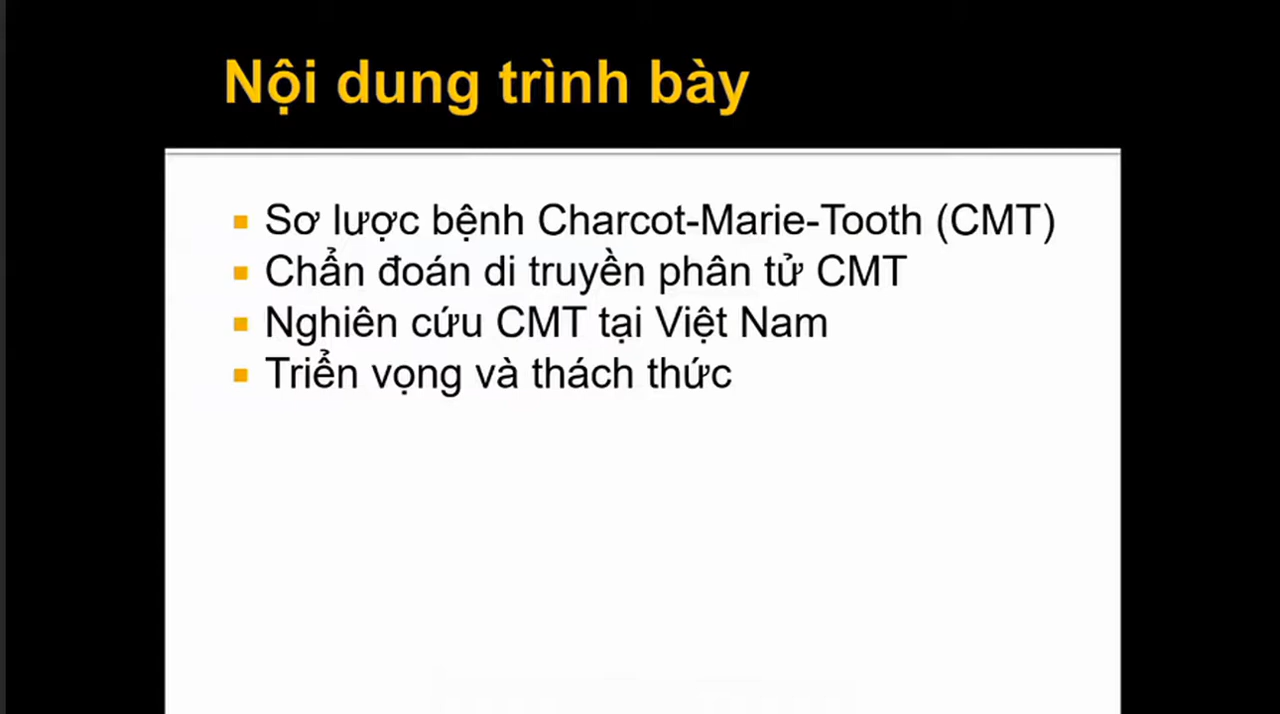 Nội dung trình bày
Sơ lược bệnh Charcot-Marie-Tooth (CMT)
Chẩn đoán di truyền phân tử CMT
Nghiên cứu CMT tại Việt Nam
Triển vọng và thách thức